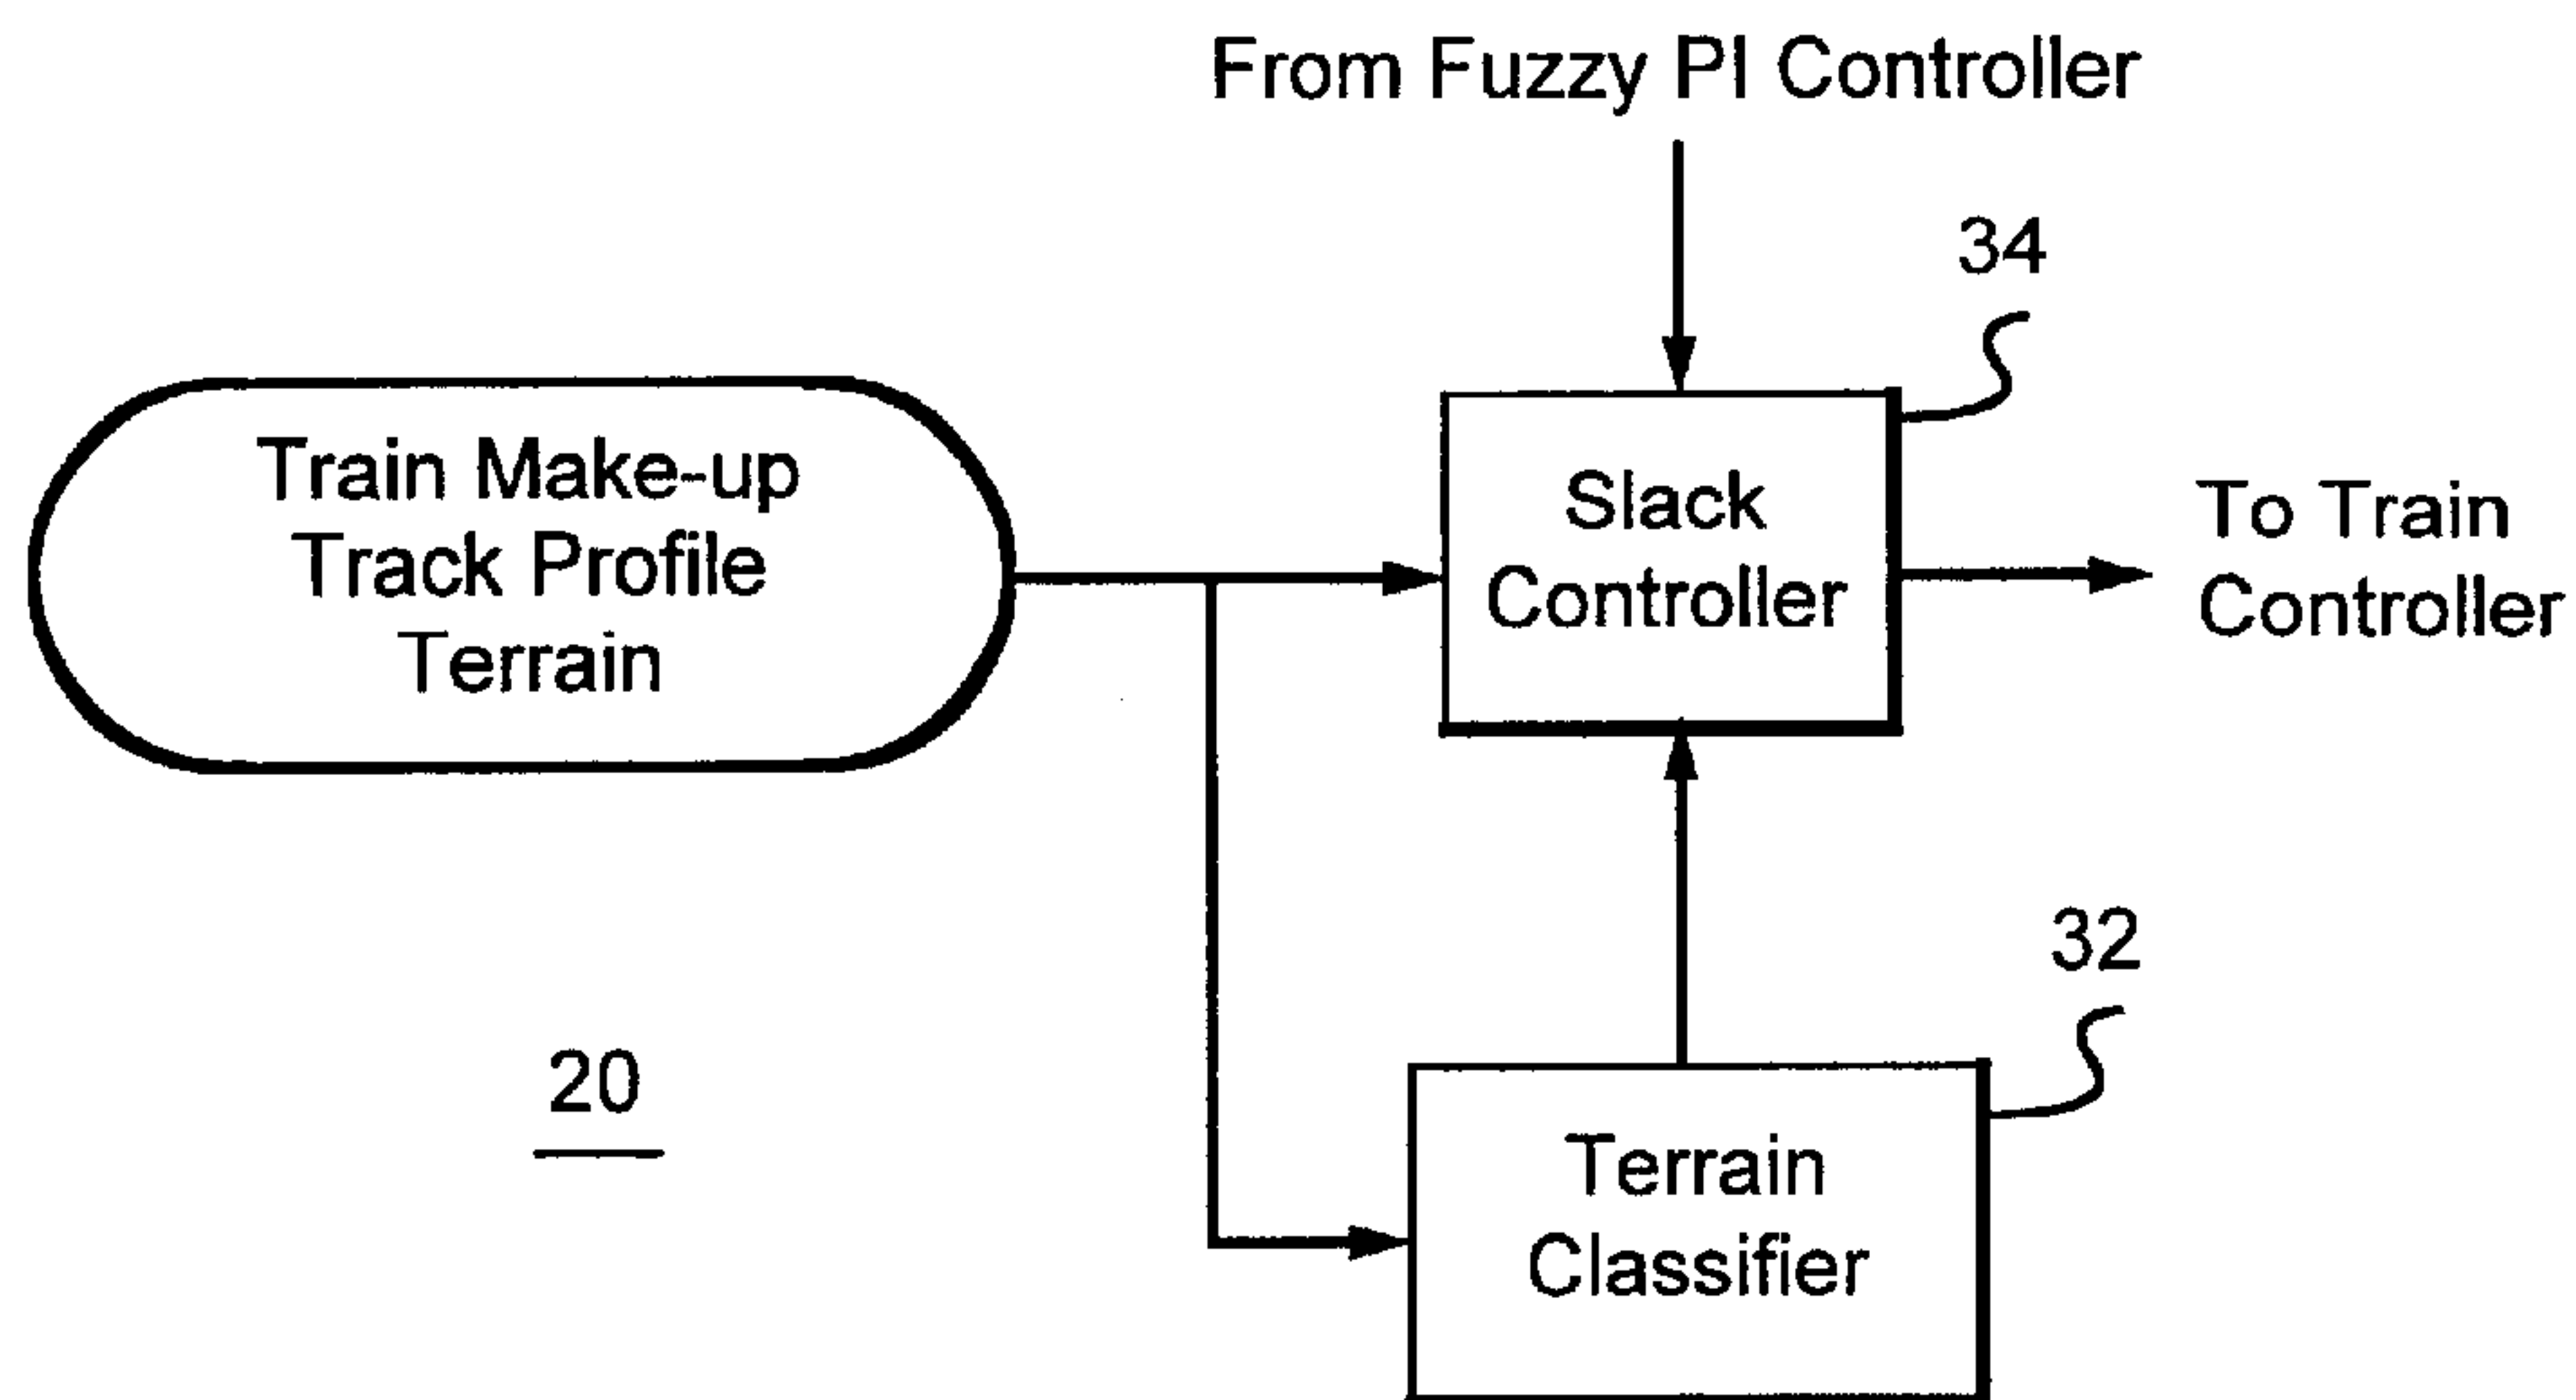 From Fuzzy PI Controller
34
Train Make-up
Track Profile
Terrain
Slack
Controller
To Train
Controller
32
20
Terrain
Classifier